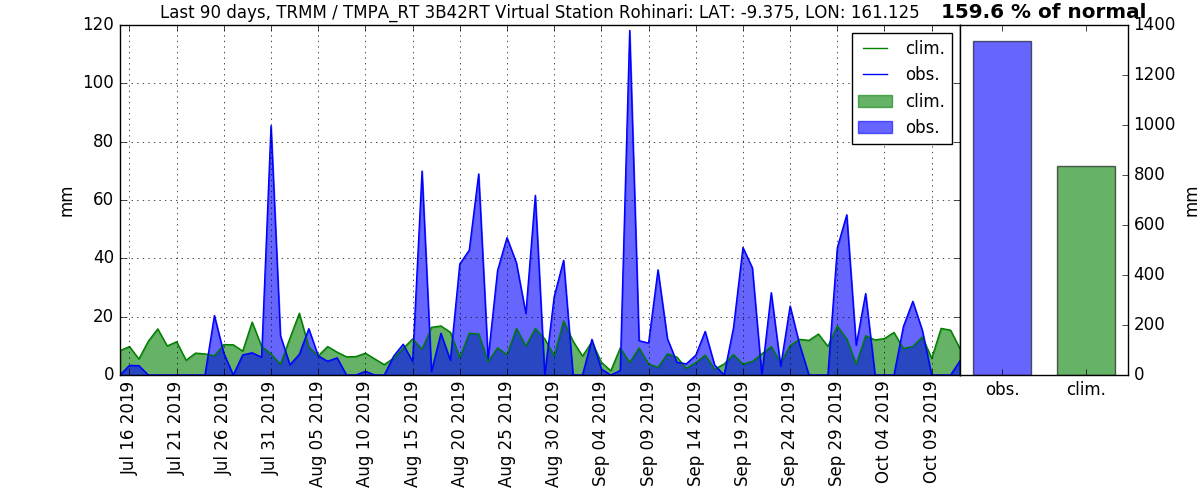 Last 90 days, TRMM / TMPA_RT 3B42RT Virtual Station Rohinari: LAT: -9.375, LON: 161.125
159.6 % of normal
120
100
80
60
40
20
0
mm
clim.
obs.
clim.
obs.
1400
1200
1000
800
600
400
200
0
mm
obs.
clim.
Jul 16 2019
Jul 21 2019
Jul 26 2019
Jul 31 2019
Aug 05 2019
Aug 10 2019
Aug 15 2019
Aug 20 2019
Aug 25 2019
Aug 30 2019
Sep 04 2019
Sep 09 2019
Sep 14 2019
Sep 19 2019
Sep 24 2019
Sep 29 2019
Oct 04 2019
Oct 09 2019